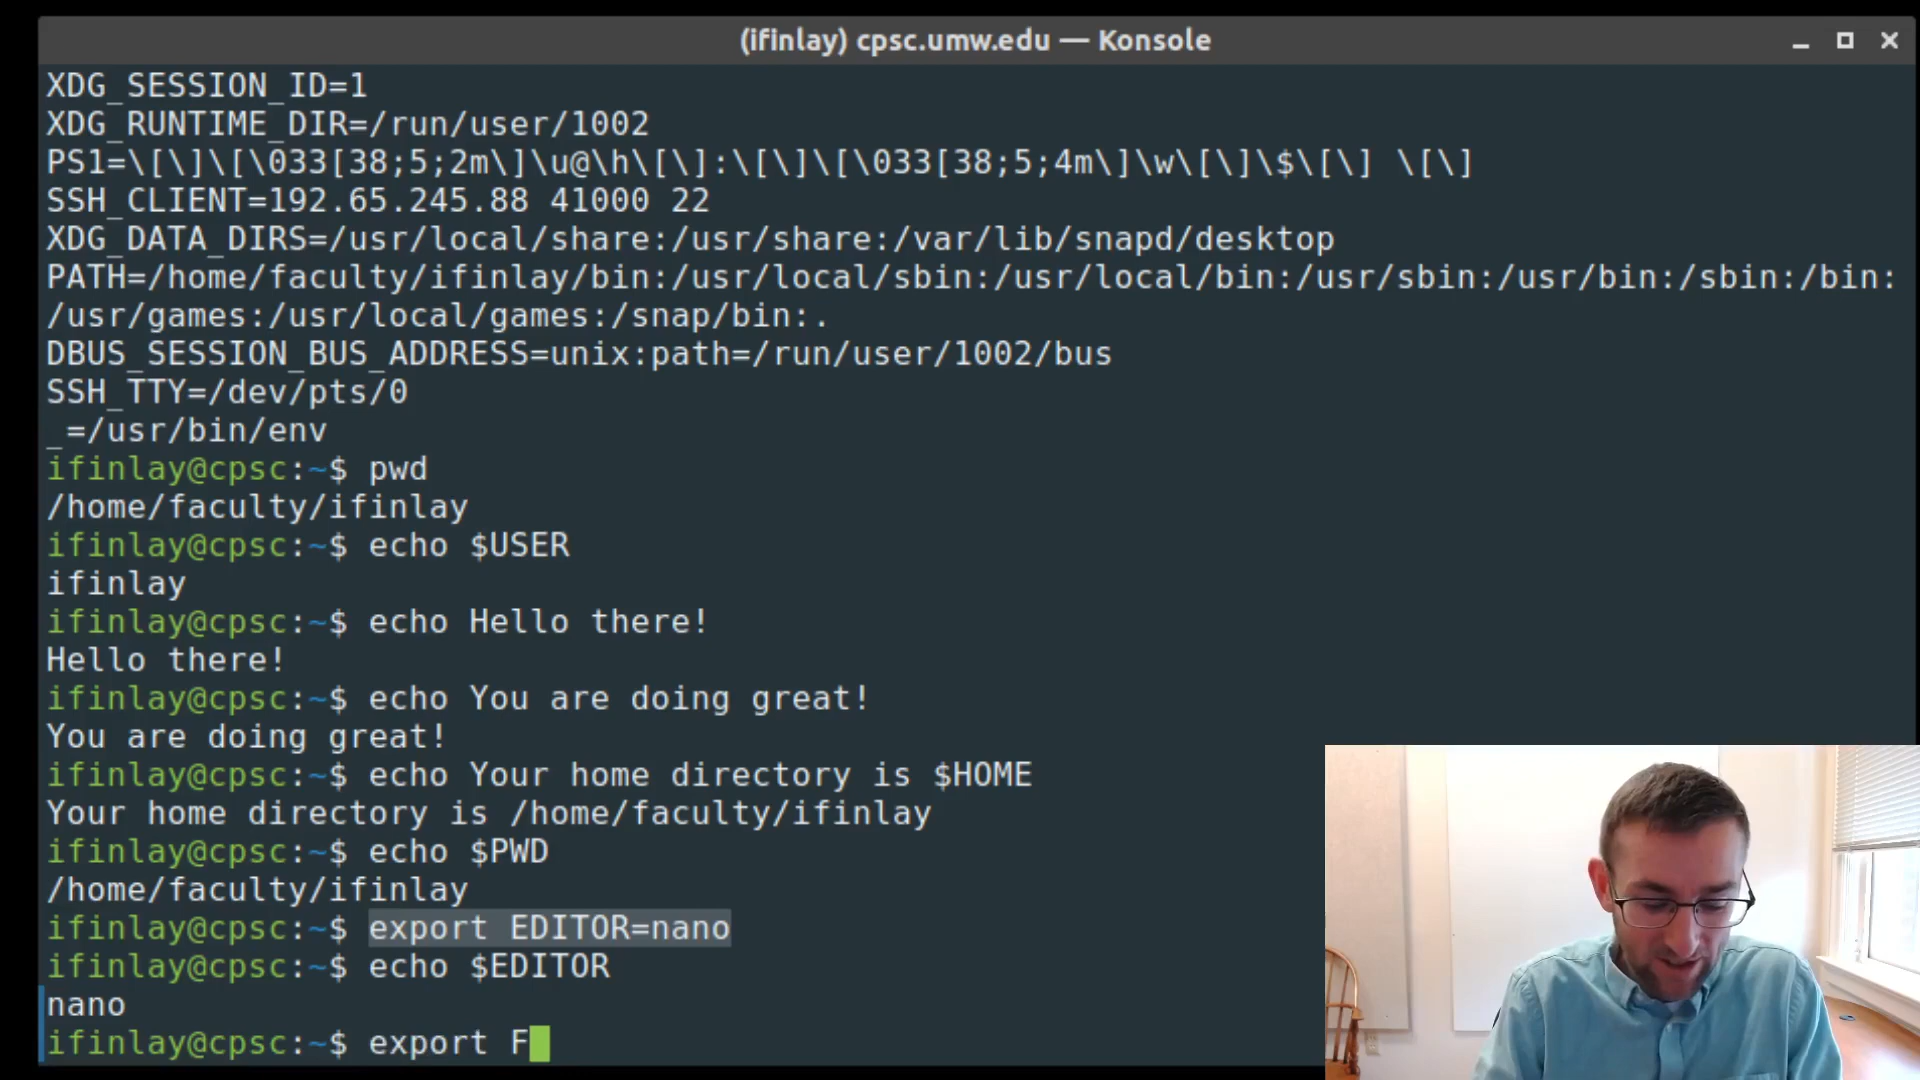 (ifinlay) cpsc.umw.edu — Konsole
XDG_SESSION_ID=1
XDG_RUNTIME_DIR=/run/user/1002
PS1=\[\]\[\033[38;5;2m\]\u@\h\[\]:\[\]\[\033[38;5;4m\]\w\[\]\$\[\] \[\]
SSH_CLIENT=192.65.245.88 41000 22
XDG_DATA_DIRS=/usr/local/share:/usr/share:/var/lib/snapd/desktop
PATH=/home/faculty/ifinlay/bin:/usr/local/sbin:/usr/local/bin:/usr/sbin:/usr/bin:/sbin:/bin:
/usr/games:/usr/local/games:/snap/bin:.
DBUS_SESSION_BUS_ADDRESS=unix:path=/run/user/1002/bus
SSH_TTY=/dev/pts/0
_=/usr/bin/env
ifinlay@cpsc:~$ pwd
/home/faculty/ifinlay
ifinlay@cpsc:~$ echo $USER
ifinlay
ifinlay@cpsc:~$ echo Hello there!
Hello there!
ifinlay@cpsc:~$ echo You are doing great!
You are doing great!
ifinlay@cpsc:~$ echo Your home directory is $HOME
Your home directory is /home/faculty/ifinlay
ifinlay@cpsc:~$ echo $PWD
/home/faculty/ifinlay
ifinlay@cpsc:~$ export EDITOR=nano
ifinlay@cpsc:~$ echo $EDITOR
nano
ifinlay@cpsc:~$ export F